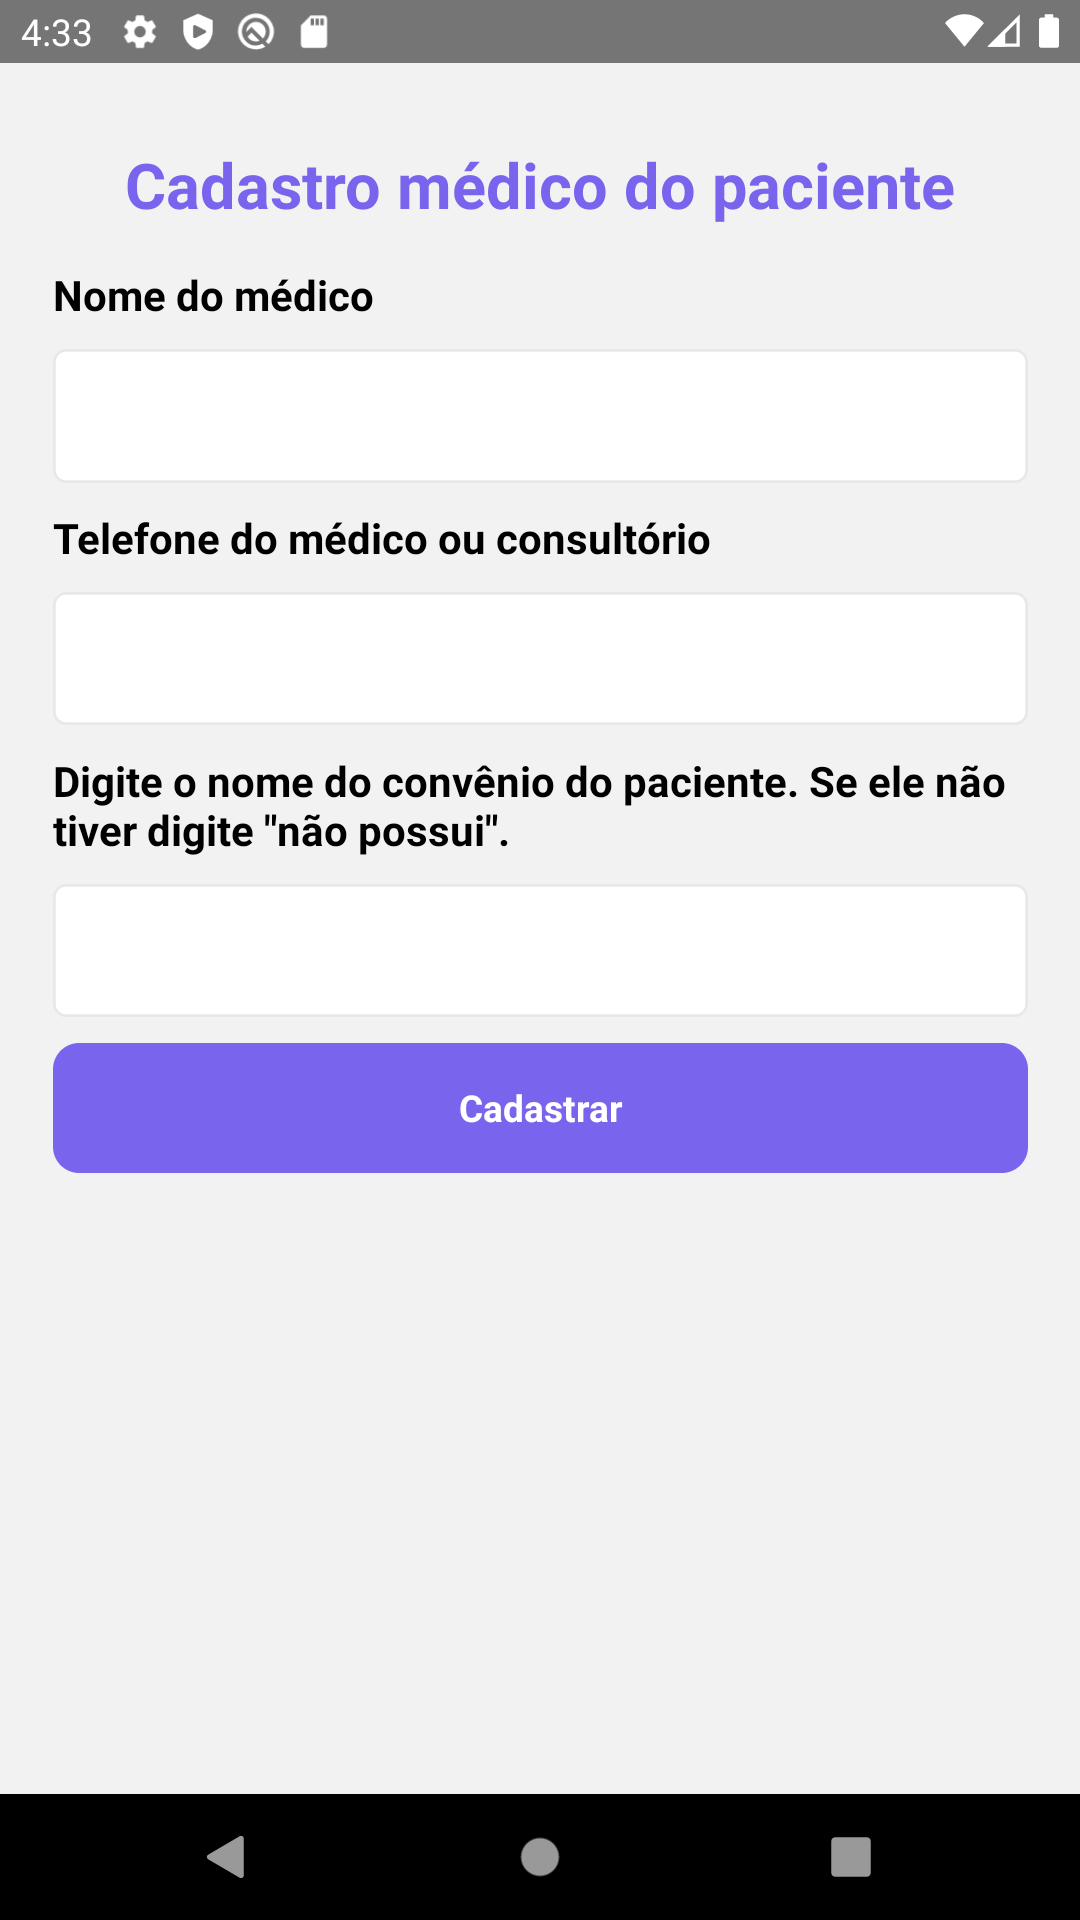 4:33
Cadastro médico do paciente
Nome do médico
Telefone do médico ou consultório
Digite o nome do convênio do paciente. Se ele não
tiver digite "não possui".
Cadastrar